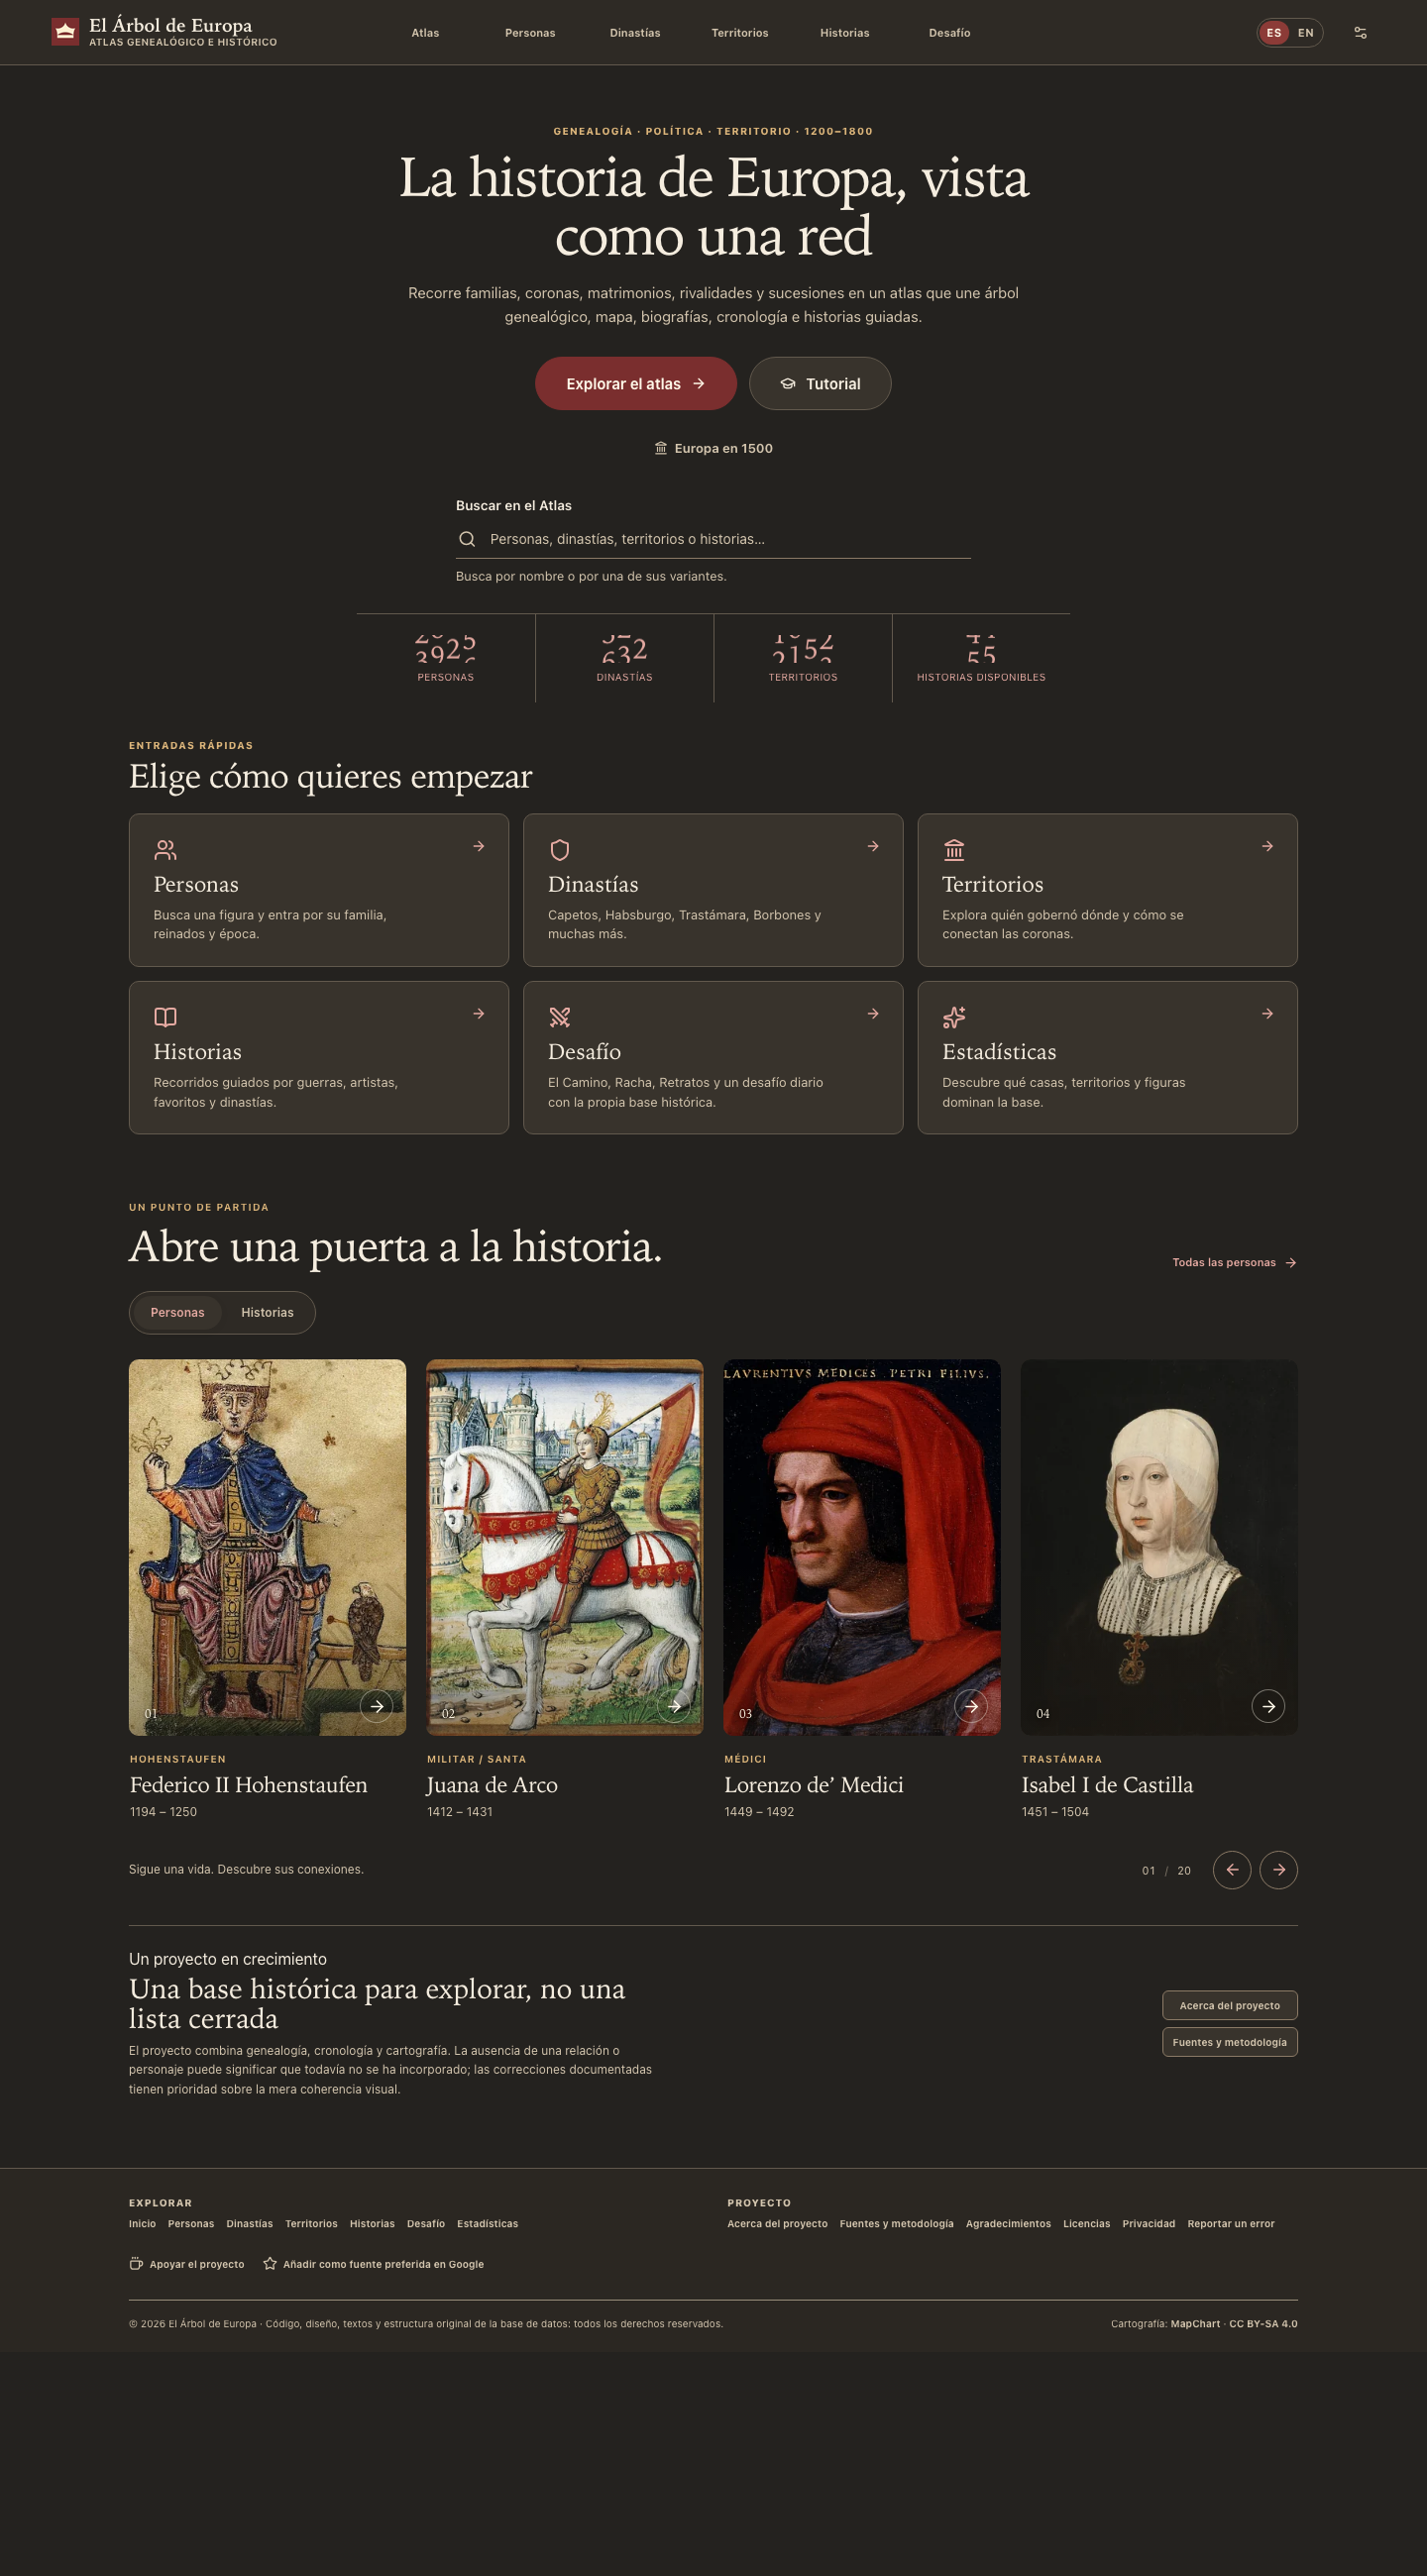 El Árbol de Europa
ATLAS GENEALÓGICO E HISTÓRICO
Atlas
Personas
Dinastías
Territorios
Historias
Desafío
ES
EN
GENEALOGÍA · POLÍTICA · TERRITORIO · 1200–1800
La historia de Europa, vista
como una red
Recorre familias, coronas, matrimonios, rivalidades y sucesiones en un atlas que une árbol
genealógico, mapa, biografías, cronología e historias guiadas.
Explorar el atlas
Tutorial
Europa en 1500
Buscar en el Atlas
Personas, dinastías, territorios o historias...
Busca por nombre o por una de sus variantes.
PERSONAS
DINASTÍAS
TERRITORIOS
HISTORIAS DISPONIBLES
ENTRADAS RÁPIDAS
Elige cómo quieres empezar
Personas
Busca una figura y entra por su familia,
reinados y época.
Dinastías
Capetos, Habsburgo, Trastámara, Borbones y
muchas más.
Territorios
Explora quién gobernó dónde y cómo se
conectan las coronas.
Historias
Recorridos guiados por guerras, artistas,
favoritos y dinastías.
Desafío
El Camino, Racha, Retratos y un desafío diario
con la propia base histórica.
Estadísticas
Descubre qué casas, territorios y figuras
dominan la base.
UN PUNTO DE PARTIDA
Abre una puerta a la historia.
Todas las personas
Personas
Historias
LAVRENTIVS MEDICES PETRI FILIVS.
01
02
03
04
HOHENSTAUFEN
Federico II Hohenstaufen
1194 – 1250
MILITAR / SANTA
Juana de Arco
1412 – 1431
MÉDICI
Lorenzo de’ Medici
1449 – 1492
TRASTÁMARA
Isabel I de Castilla
1451 – 1504
Sigue una vida. Descubre sus conexiones.
01 / 20
Un proyecto en crecimiento
Una base histórica para explorar, no una
lista cerrada
El proyecto combina genealogía, cronología y cartografía. La ausencia de una relación o
personaje puede significar que todavía no se ha incorporado; las correcciones documentadas
tienen prioridad sobre la mera coherencia visual.
Acerca del proyecto
Fuentes y metodología
EXPLORAR
Inicio Personas Dinastías Territorios Historias Desafío Estadísticas
PROYECTO
Acerca del proyecto Fuentes y metodología Agradecimientos Licencias Privacidad Reportar un error
Apoyar el proyecto
Añadir como fuente preferida en Google
© 2026 El Árbol de Europa · Código, diseño, textos y estructura original de la base de datos: todos los derechos reservados.
Cartografía: MapChart · CC BY-SA 4.0